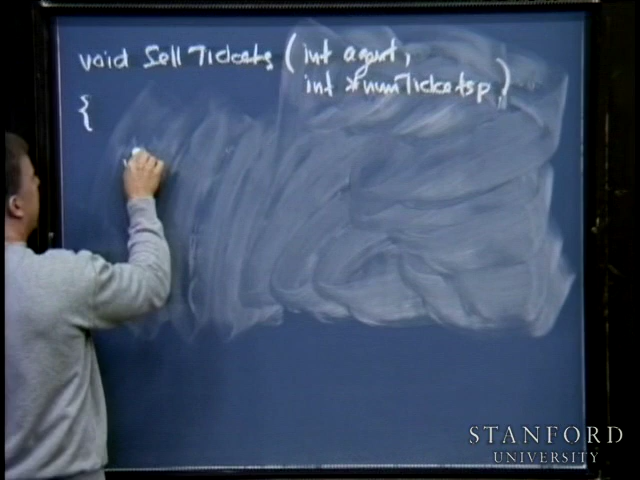 void SellTickets (int agent,
int *numTicketsp)
{
STANFORD
UNIVERSITY